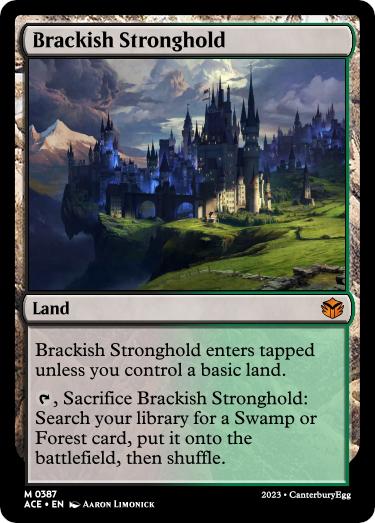 Brackish Stronghold
Land
Brackish Stronghold enters tapped
unless you control a basic land.
, Sacrifice Brackish Stronghold:
Search your library for a Swamp or
Forest card, put it onto the
battlefield, then shuffle.
M 0387
ACE • EN Aaron Limonick
2023 • CanterburyEgg